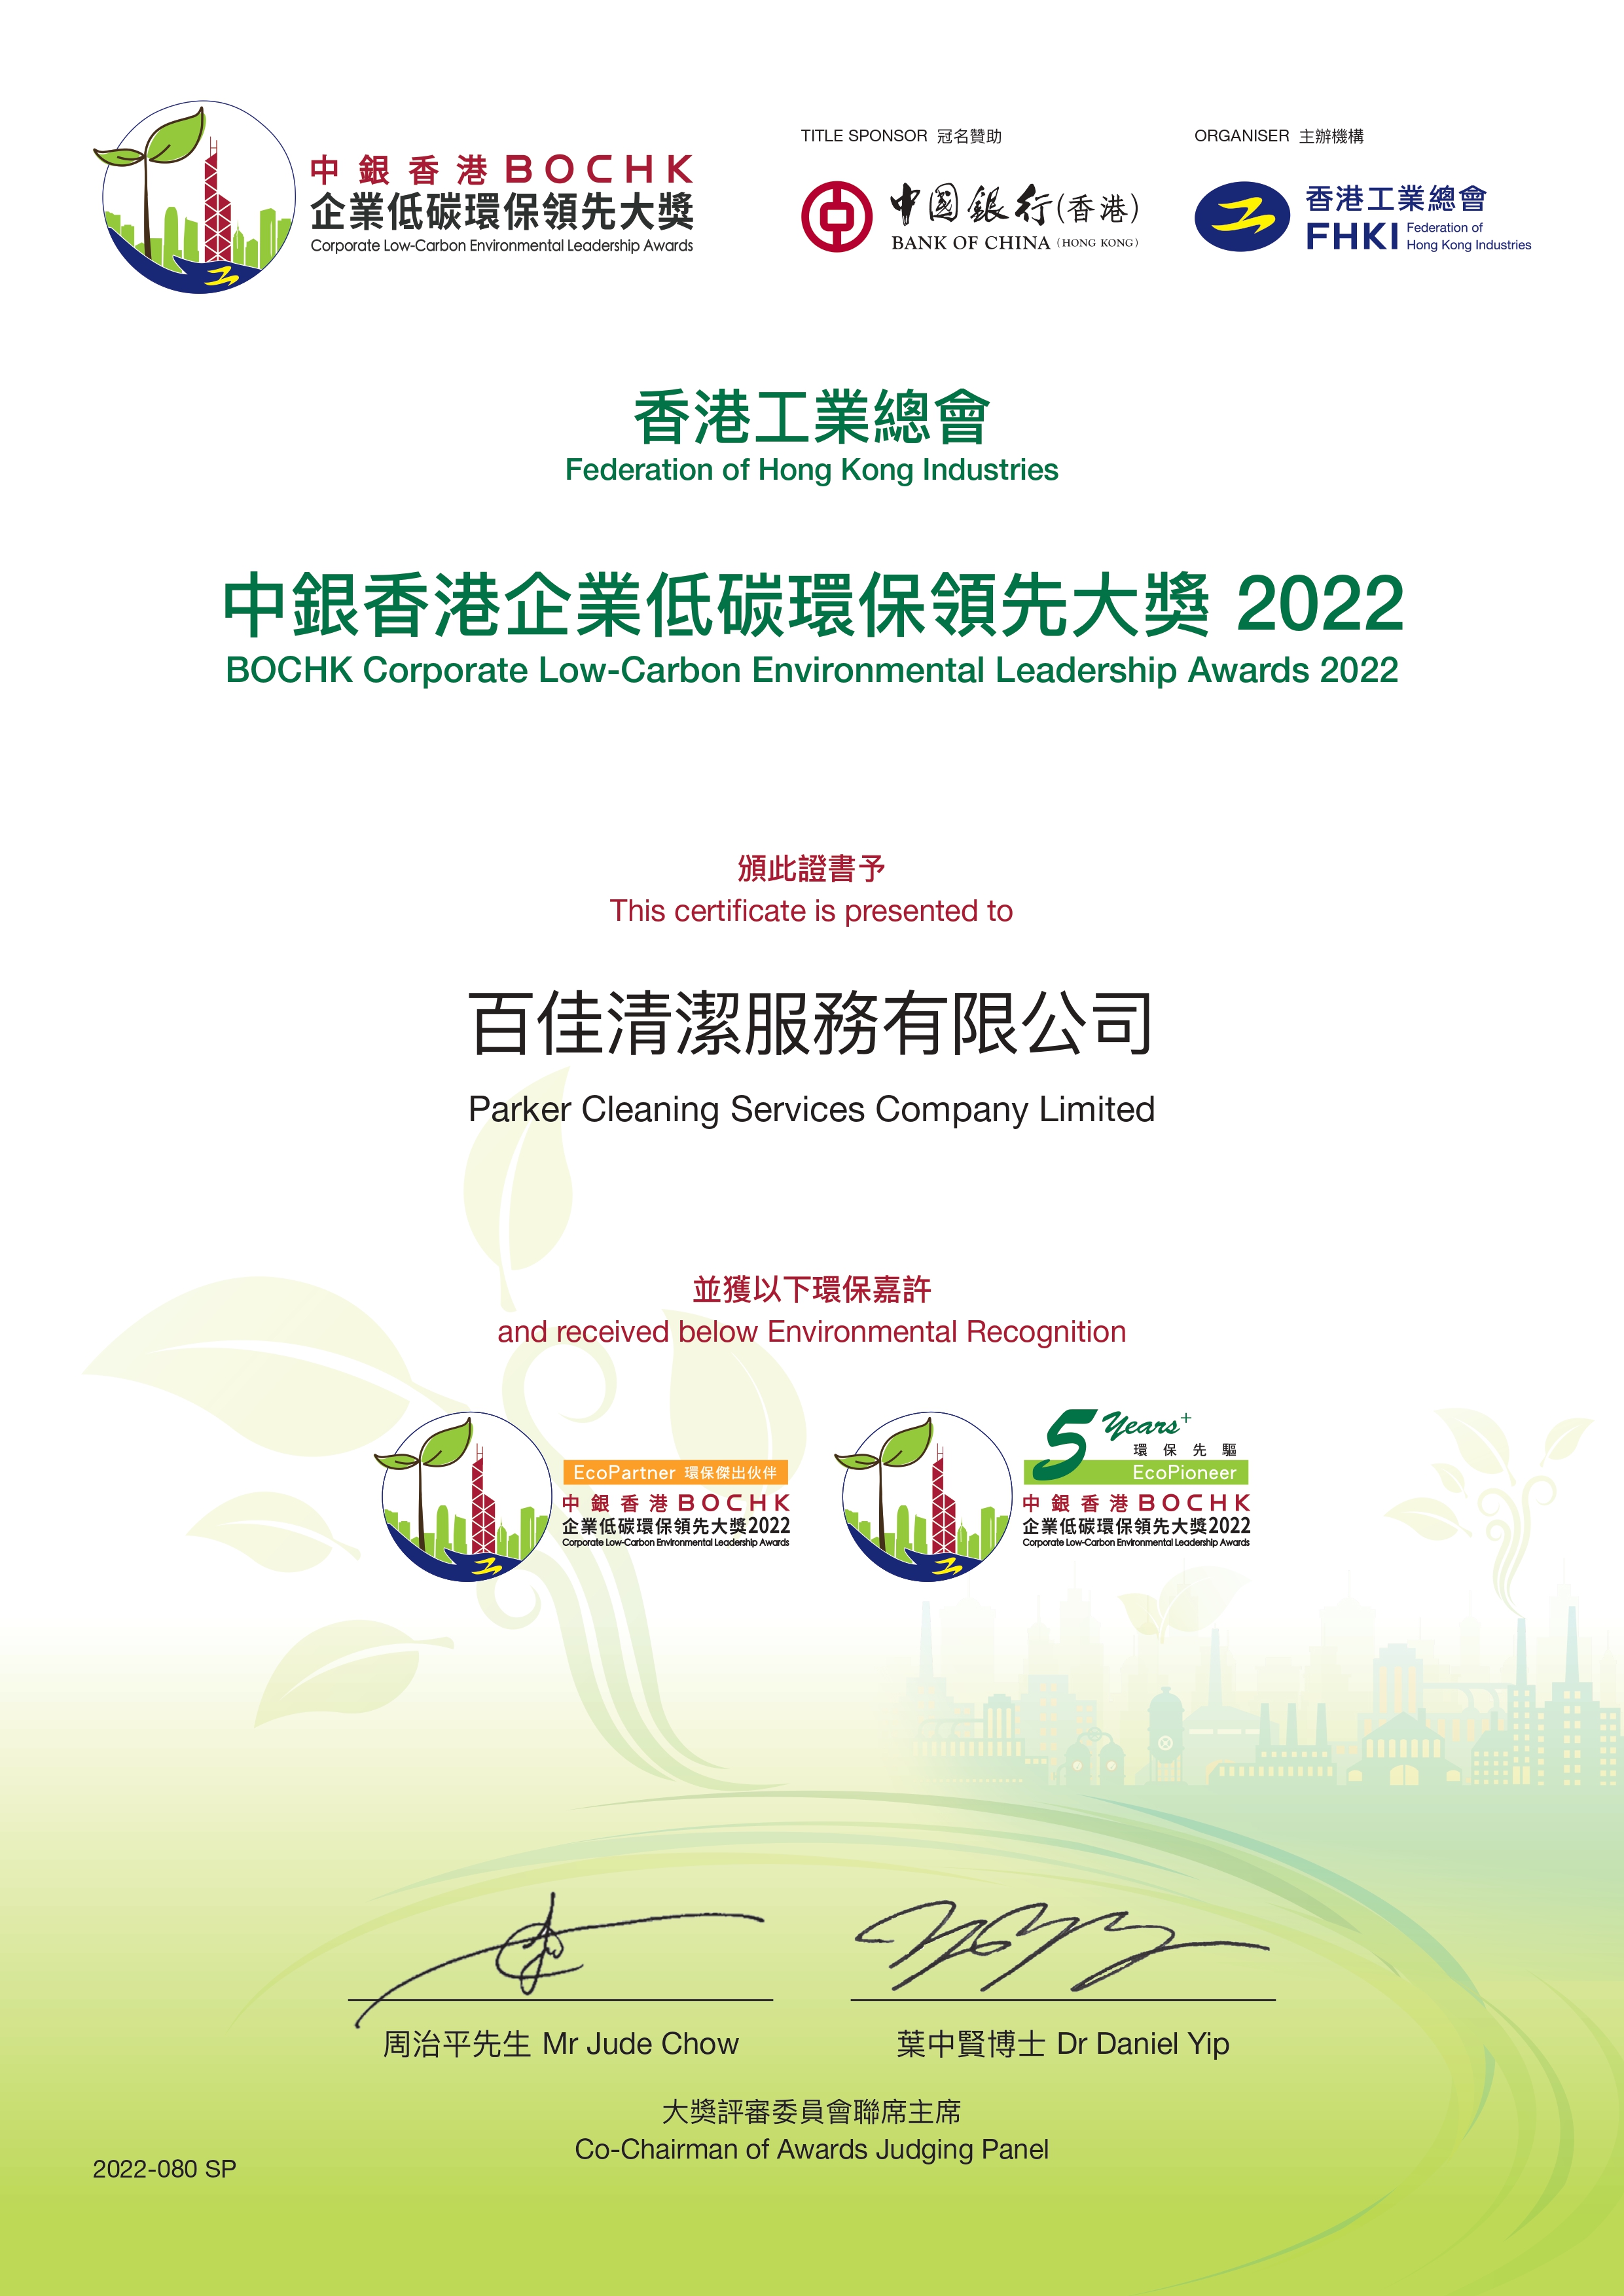 中銀香港BOCHK
企業低碳環保領先大獎
Corporate Low-Carbon Environmental Leadership Awards
TITLE SPONSOR 冠名贊助
中國銀行(香港)
BANK OF CHINA (HONG KONG)
ORGANISER 主辦機構
香港工業總會
FHKI Federation of
Hong Kong Industries
香港工業總會
Federation of Hong Kong Industries
中銀香港企業低碳環保領先大獎 2022
BOCHK Corporate Low-Carbon Environmental Leadership Awards 2022
頒此證書予
This certificate is presented to
百佳清潔服務有限公司
Parker Cleaning Services Company Limited
並獲以下環保嘉許
and received below Environmental Recognition
EcoPartner 環保傑出伙伴
中銀香港BOCHK
企業低碳環保領先大獎2022
Corporate Low-Carbon Environmental Leadership Awards
5 Years+
環保先驅
EcoPioneer
中銀香港BOCHK
企業低碳環保領先大獎2022
Corporate Low-Carbon Environmental Leadership Awards
周治平先生 Mr Jude Chow
葉中賢博士 Dr Daniel Yip
大獎評審委員會聯席主席
Co-Chairman of Awards Judging Panel
2022-080 SP